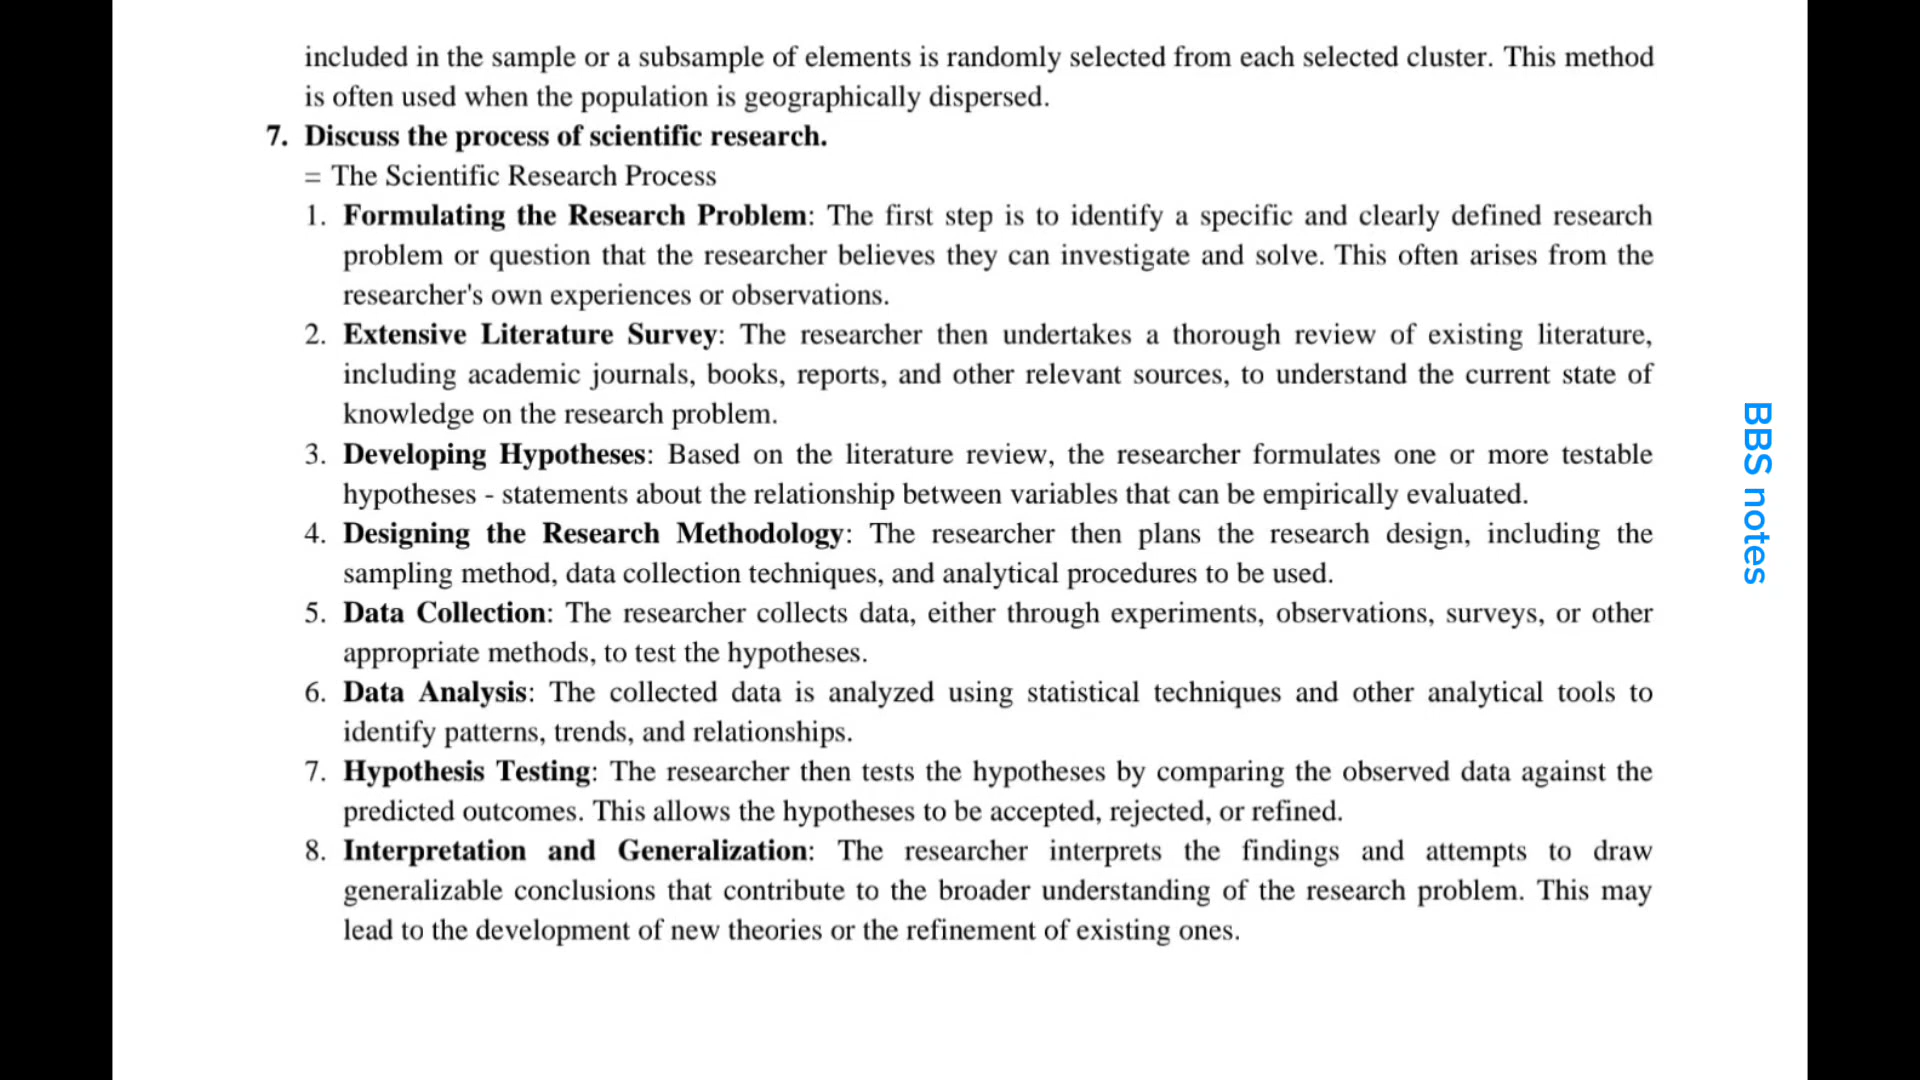 included in the sample or a subsample of elements is randomly selected from each selected cluster. This method
is often used when the population is geographically dispersed.
7. Discuss the process of scientific research.
= The Scientific Research Process
1. Formulating the Research Problem: The first step is to identify a specific and clearly defined research
problem or question that the researcher believes they can investigate and solve. This often arises from the
researcher's own experiences or observations.
2. Extensive Literature Survey: The researcher then undertakes a thorough review of existing literature,
including academic journals, books, reports, and other relevant sources, to understand the current state of
knowledge on the research problem.
3. Developing Hypotheses: Based on the literature review, the researcher formulates one or more testable
hypotheses - statements about the relationship between variables that can be empirically evaluated.
4. Designing the Research Methodology: The researcher then plans the research design, including the
sampling method, data collection techniques, and analytical procedures to be used.
5. Data Collection: The researcher collects data, either through experiments, observations, surveys, or other
appropriate methods, to test the hypotheses.
6. Data Analysis: The collected data is analyzed using statistical techniques and other analytical tools to
identify patterns, trends, and relationships.
7. Hypothesis Testing: The researcher then tests the hypotheses by comparing the observed data against the
predicted outcomes. This allows the hypotheses to be accepted, rejected, or refined.
8. Interpretation and Generalization: The researcher interprets the findings and attempts to draw
generalizable conclusions that contribute to the broader understanding of the research problem. This may
lead to the development of new theories or the refinement of existing ones.
BBS notes